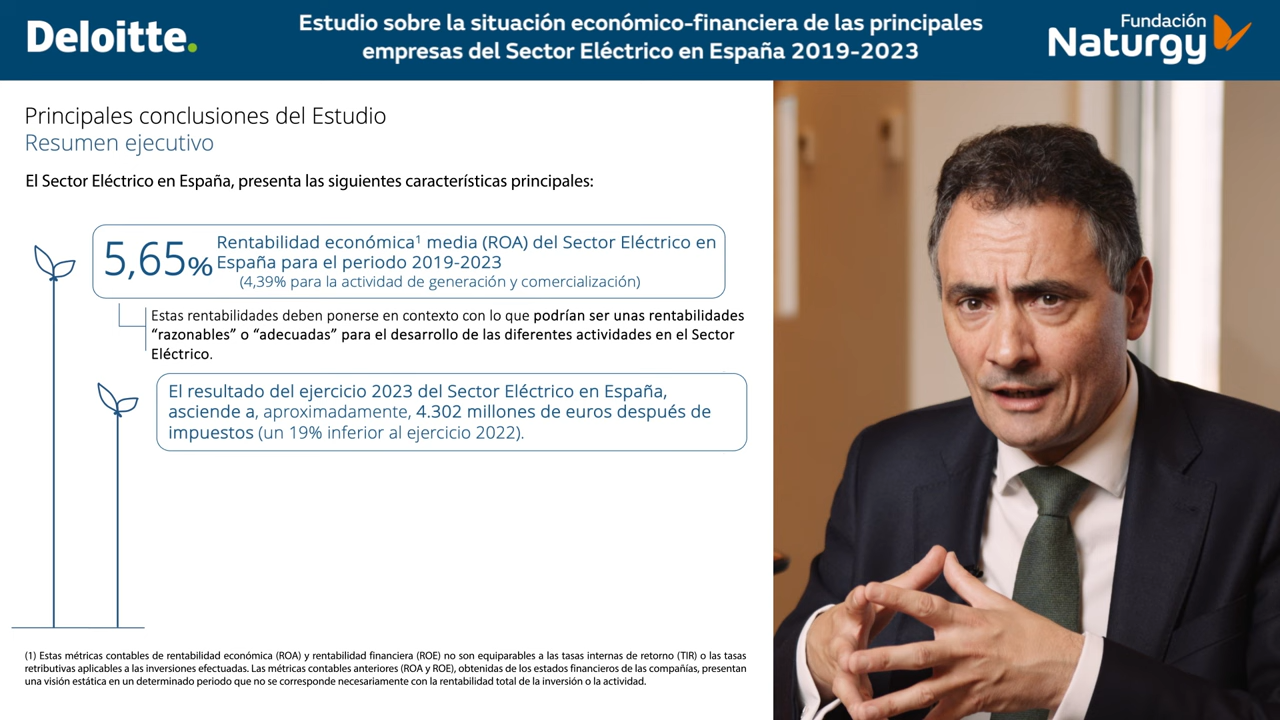 Deloitte.
Estudio sobre la situación económico-financiera de las principales
empresas del Sector Eléctrico en España 2019-2023
Fundación
Naturgy
Principales conclusiones del Estudio
Resumen ejecutivo
El Sector Eléctrico en España, presenta las siguientes características principales:
5,65%
Rentabilidad económica¹ media (ROA) del Sector Eléctrico en
España para el periodo 2019-2023
(4,39% para la actividad de generación y comercialización)
Estas rentabilidades deben ponerse en contexto con lo que podrían ser unas rentabilidades
“razonables” o “adecuadas” para el desarrollo de las diferentes actividades en el Sector
Eléctrico.
El resultado del ejercicio 2023 del Sector Eléctrico en España,
asciende a, aproximadamente, 4.302 millones de euros después de
impuestos (un 19% inferior al ejercicio 2022).
(1) Estas métricas contables de rentabilidad económica (ROA) y rentabilidad financiera (ROE) no son equiparables a las tasas internas de retorno (TIR) o las tasas
retributivas aplicables a las inversiones efectuadas. Las métricas contables anteriores (ROA y ROE), obtenidas de los estados financieros de las compañías, presentan
una visión estática en un determinado periodo que no se corresponde necesariamente con la rentabilidad total de la inversión o la actividad.